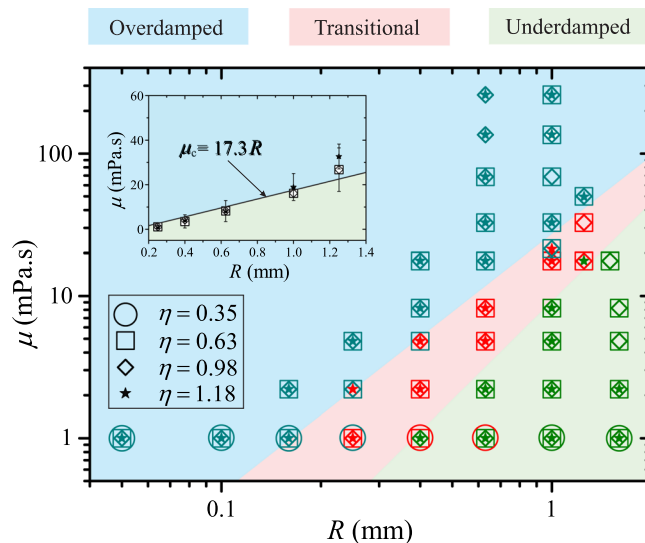 Overdamped Transitional Underdamped
μ (mPa.s)
100
10
1
0.1 1
R (mm)
η = 0.35
η = 0.63
η = 0.98
η = 1.18
μ (mPa.s)
60
40
20
0
0.2 0.4 0.6 0.8 1.0 1.2 1.4
R (mm)
μc= 17.3R